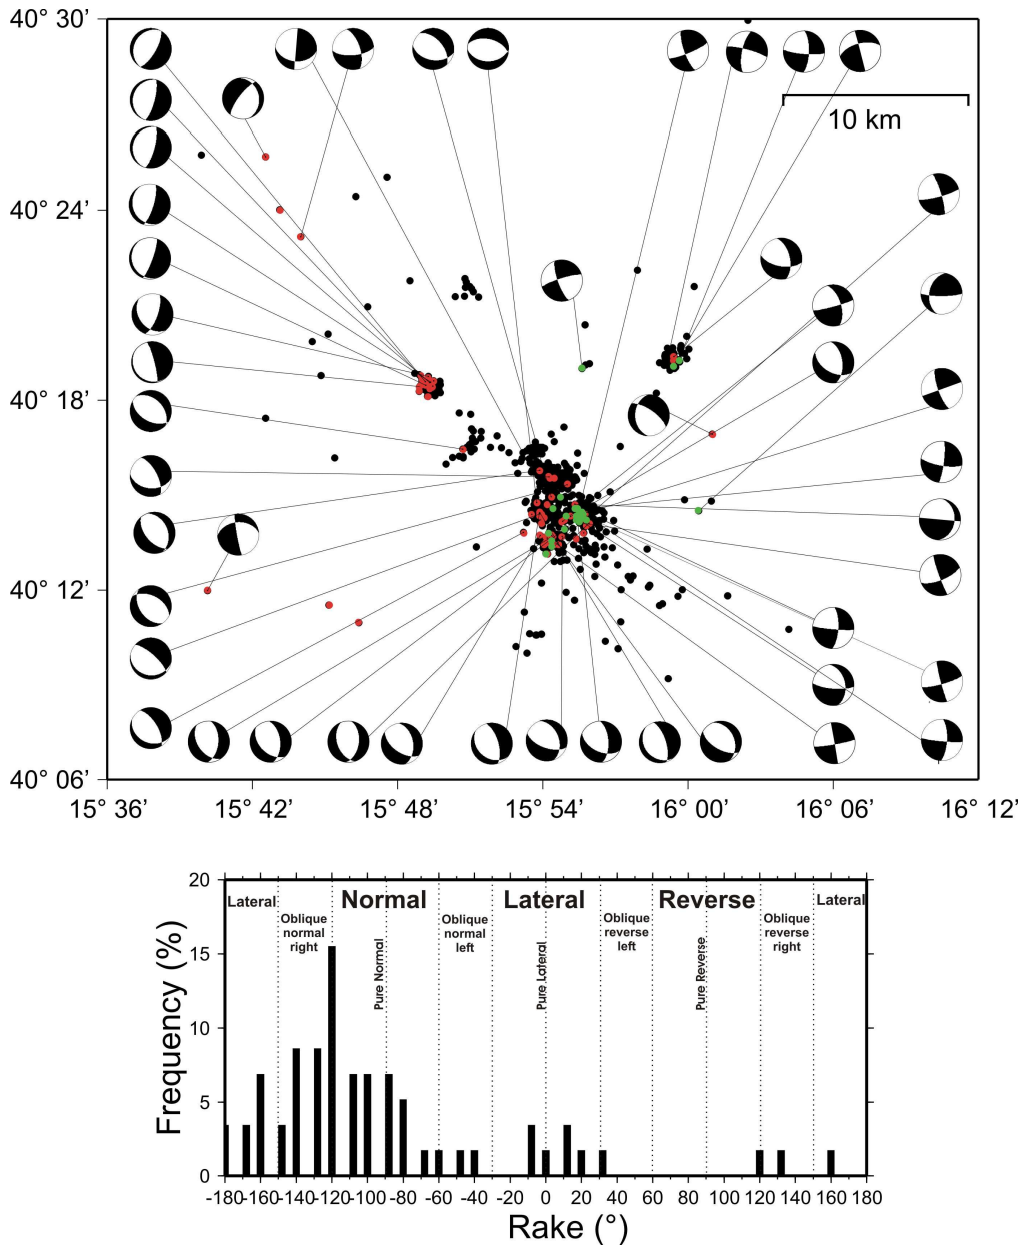 40° 30’
10 km
40° 24’
40° 18’
40° 12’
40° 06’
15° 36’ 15° 42’ 15° 48’ 15° 54’ 16° 00’ 16° 06’ 16° 12’
20
Lateral
Oblique
normal
right
Normal
Pure Normal
Oblique
normal
left
Lateral
Pure Lateral
Oblique
reverse
left
Reverse
Pure Reverse
Oblique
reverse
right
Lateral
15
10
5
0
Frequency (%)
-180 -160 -140 -120 -100 -80 -60 -40 -20 0 20 40 60 80 100 120 140 160 180
Rake (°)